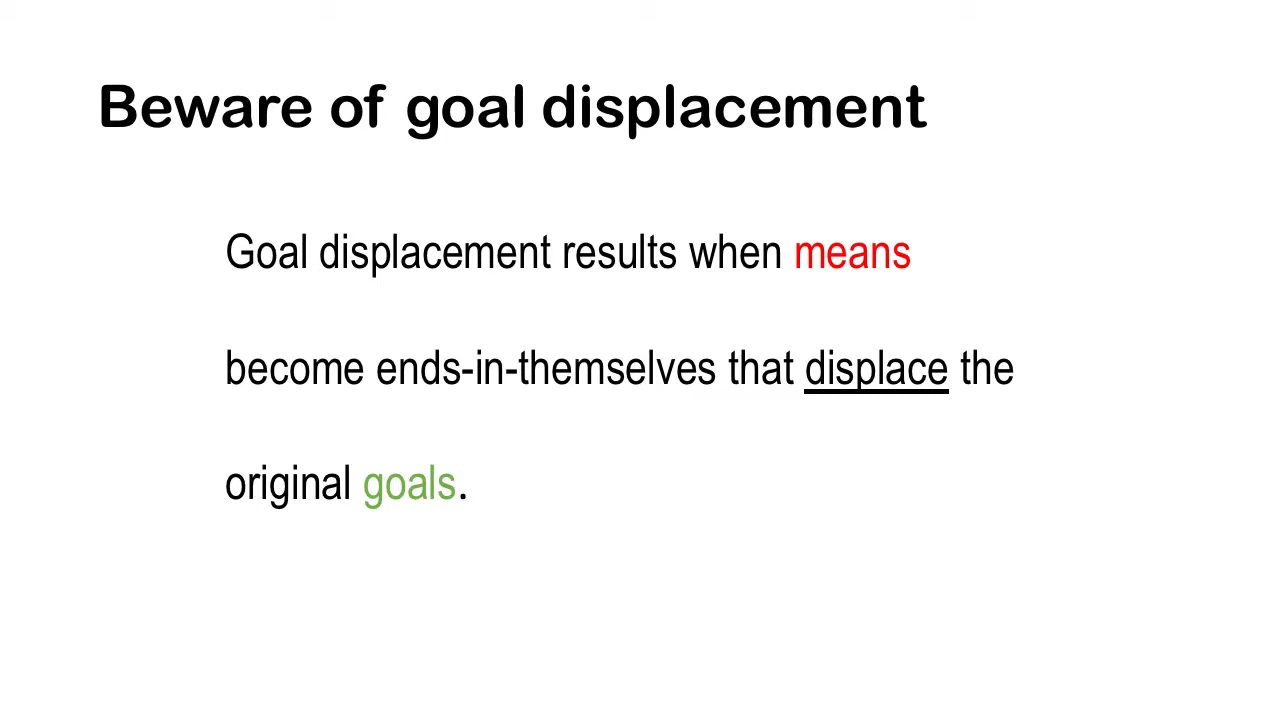 Beware of goal displacement
Goal displacement results when means
become ends-in-themselves that displace the
original goals.